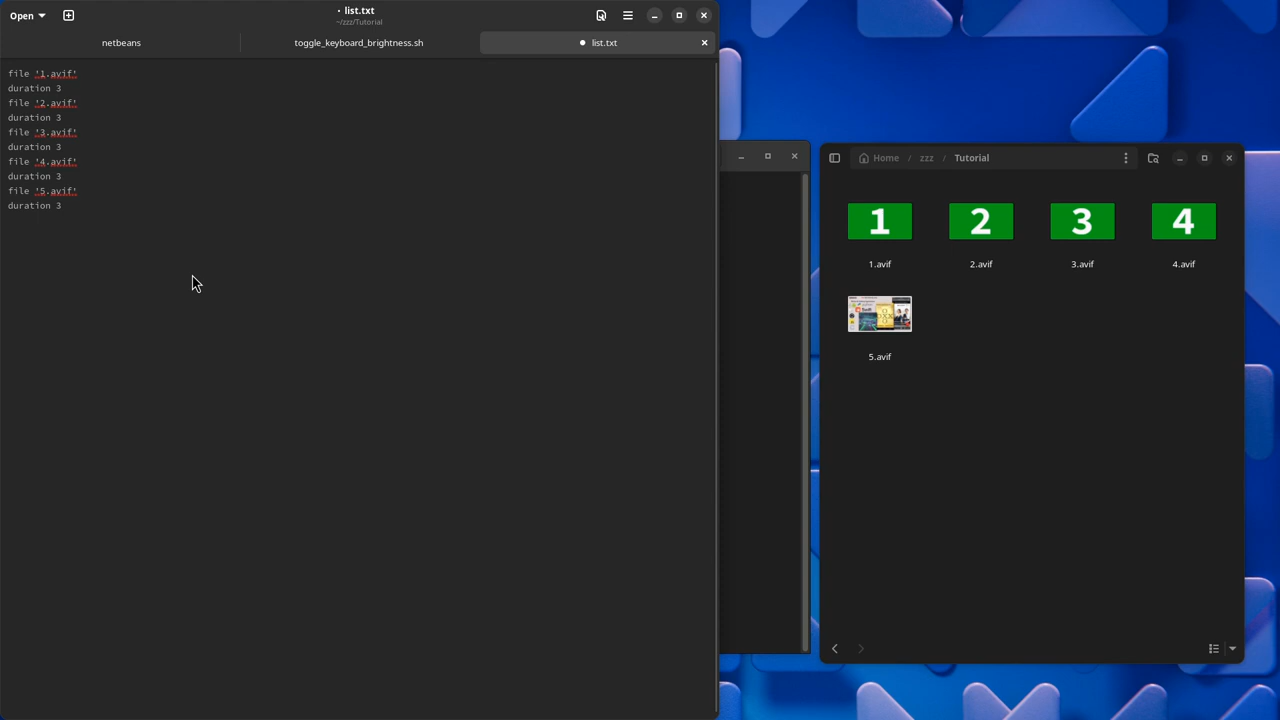 Open
• list.txt
~/zzz/Tutorial
netbeans
toggle_keyboard_brightness.sh
● list.txt
file '1.avif'
duration 3
file '2.avif'
duration 3
file '3.avif'
duration 3
file '4.avif'
duration 3
file '5.avif'
duration 3
Home / zzz / Tutorial
1
2
3
4
1.avif
2.avif
3.avif
4.avif
5.avif